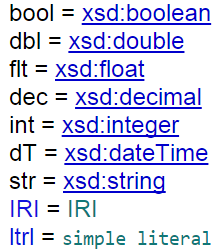 bool = xsd:boolean
dbl = xsd:double
flt = xsd:float
dec = xsd:decimal
int = xsd:integer
dT = xsd:dateTime
str = xsd:string
IRI = IRI
ltrl = simple literal